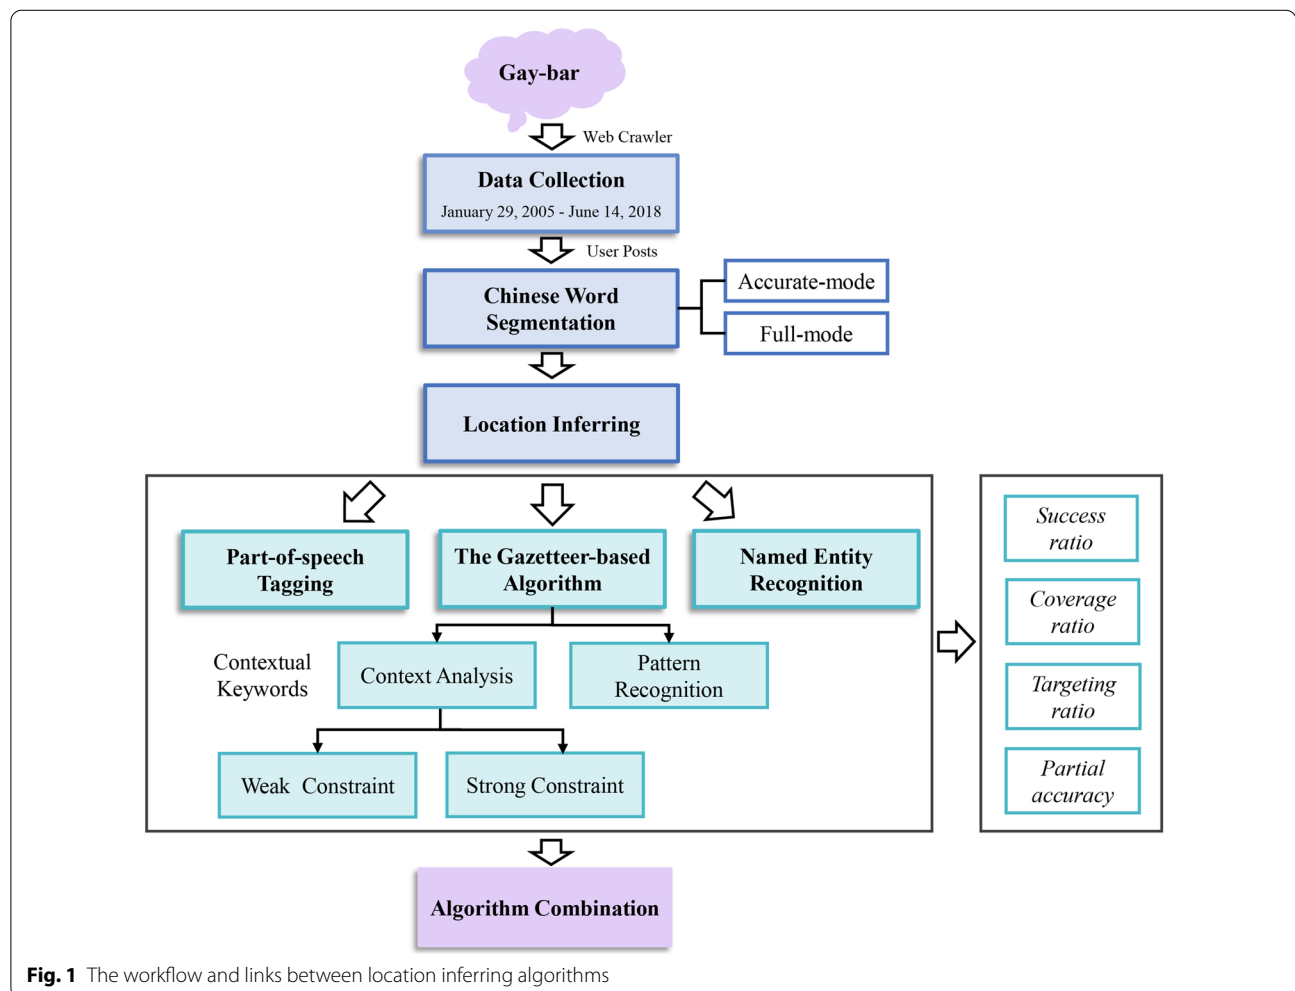 Gay-bar
Web Crawler
Data Collection
January 29, 2005 - June 14, 2018
User Posts
Chinese Word
Segmentation
Accurate-mode
Full-mode
Location Inferring
Part-of-speech
Tagging
The Gazetteer-based
Algorithm
Named Entity
Recognition
Contextual
Keywords
Context Analysis
Pattern
Recognition
Weak Constraint
Strong Constraint
Success
ratio
Coverage
ratio
Targeting
ratio
Partial
accuracy
Algorithm Combination
Fig. 1 The workflow and links between location inferring algorithms